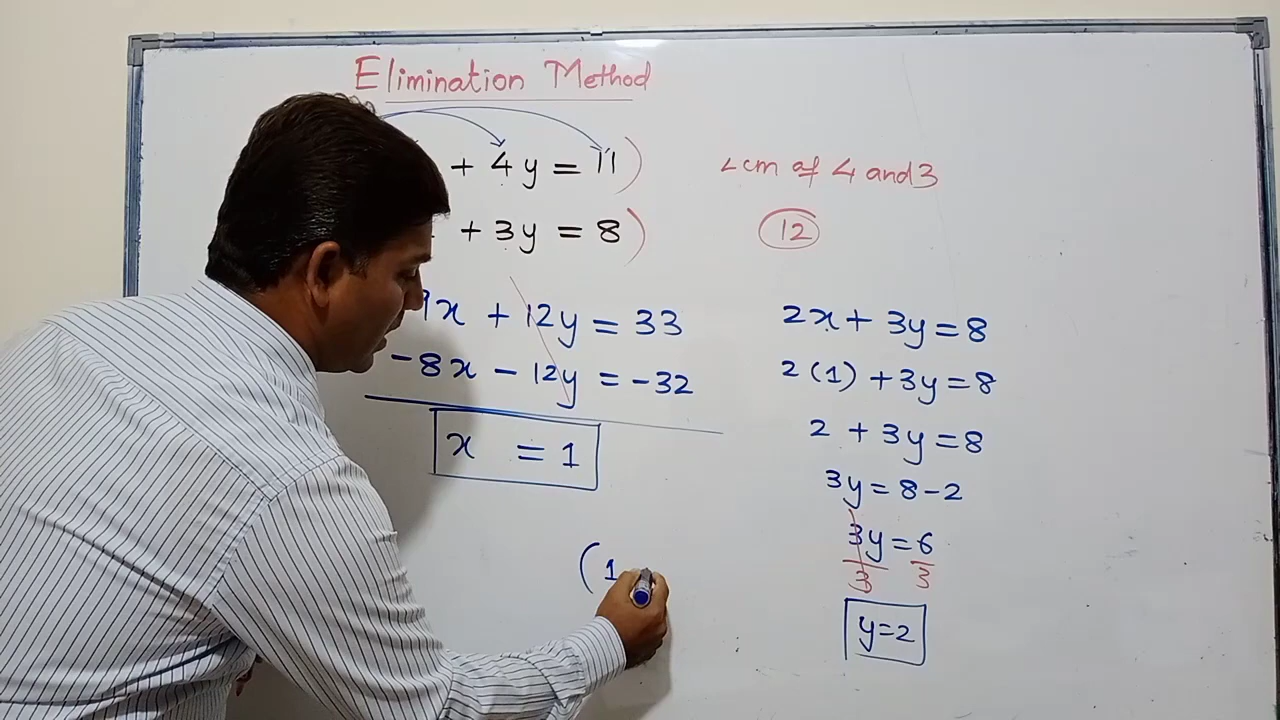 Elimination Method
+ 4y = 11)
+ 3y = 8)
Lcm of 4 and 3
12
9x + 12y = 33
-8x - 12y = -32
x = 1
2x + 3y = 8
2(1) + 3y = 8
2 + 3y = 8
3y = 8 - 2
3y = 6
3 3
y = 2
(1